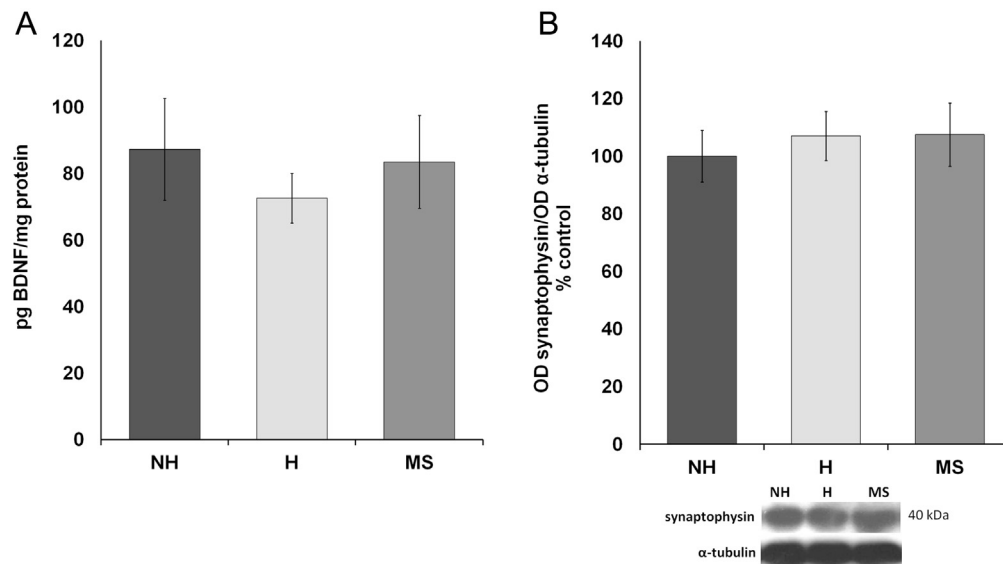 A
pg BDNF/mg protein
120
100
80
60
40
20
0
NH H MS
B
OD synaptophysin/OD α-tubulin
% control
140
120
100
80
60
40
20
0
NH H MS
NH H MS
synaptophysin 40 kDa
α-tubulin